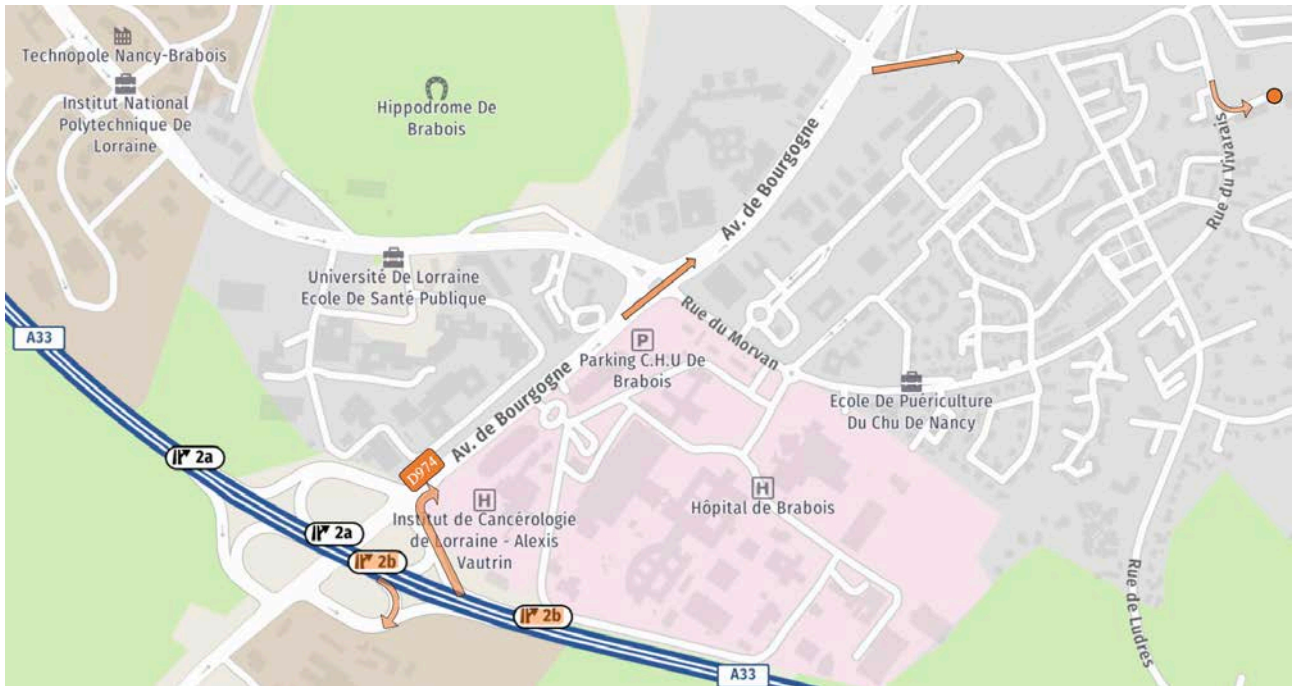 Technopole Nancy-Brabois
Institut National
Polytechnique De
Lorraine
Hippodrome De
Brabois
Av. de Bourgogne
Rue du Vivarais
Université De Lorraine
Ecole De Santé Publique
A33
P
Parking C.H.U De
Brabois
Rue du Morvan
Ecole De Puériculture
Du Chu De Nancy
Av. de Bourgogne
2a
D974
H
Institut de Cancérologie
de Lorraine - Alexis
Vautrin
H
Hôpital de Brabois
2a
2b
2b
Rue de Ludres
A33